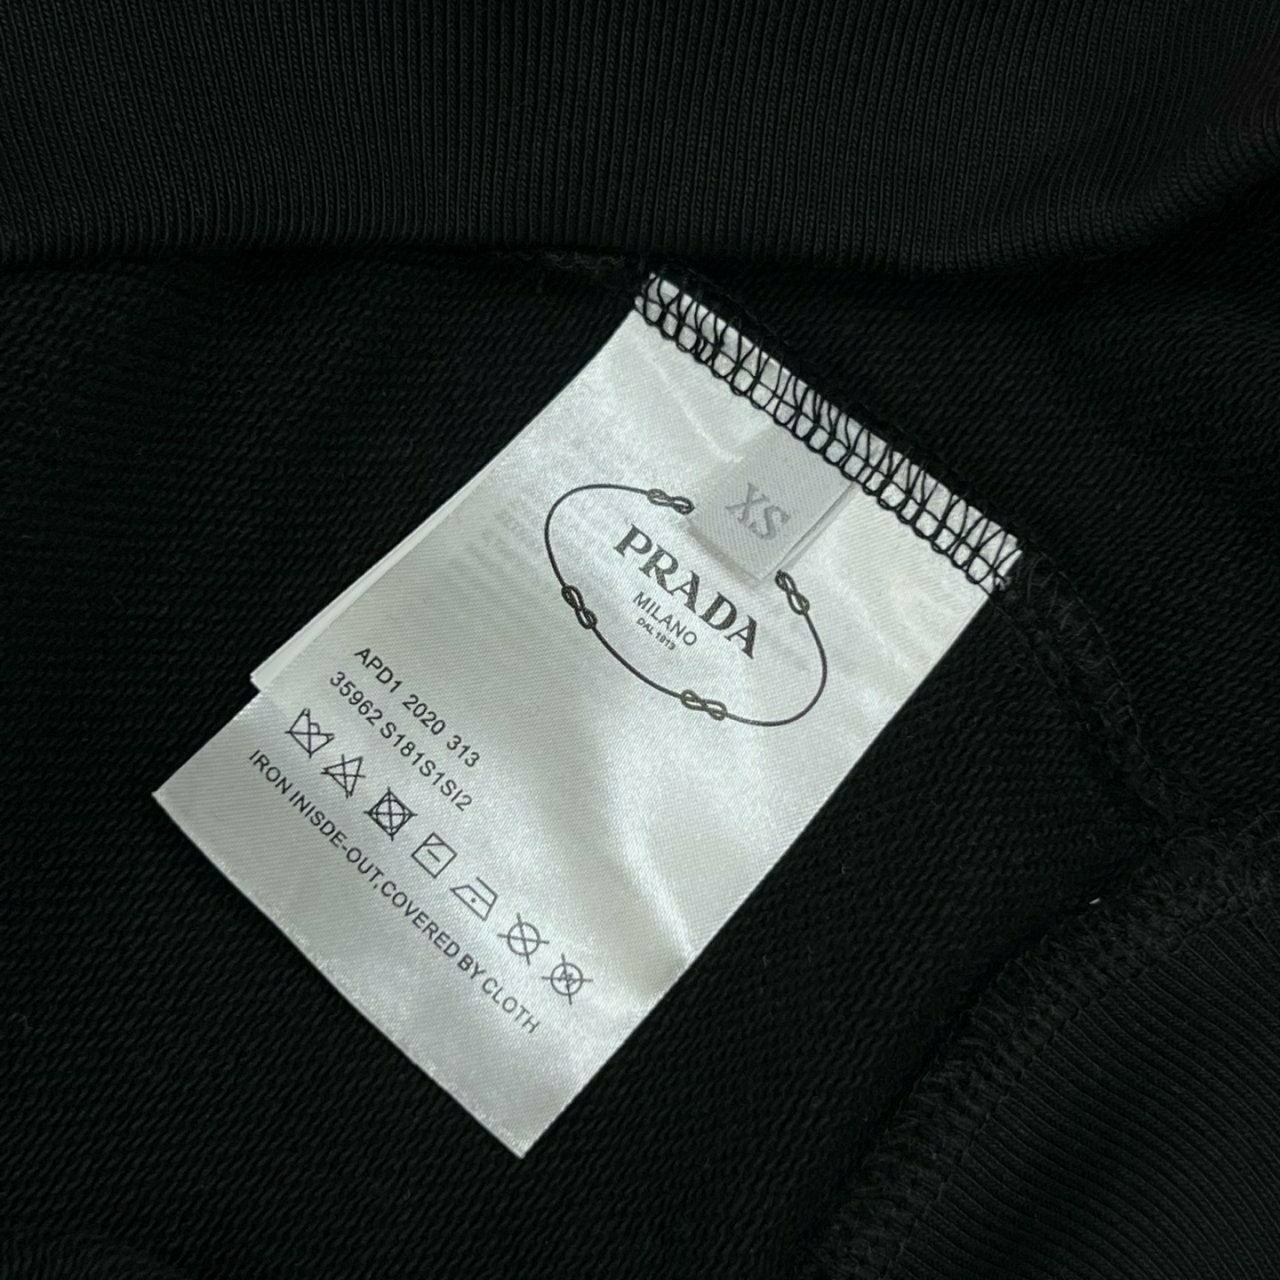 XS
PRADA
MILANO
DAL 1913
APD1 2020 313
35962 S181S1SI2
IRON INISDE-OUT,COVERED BY CLOTH